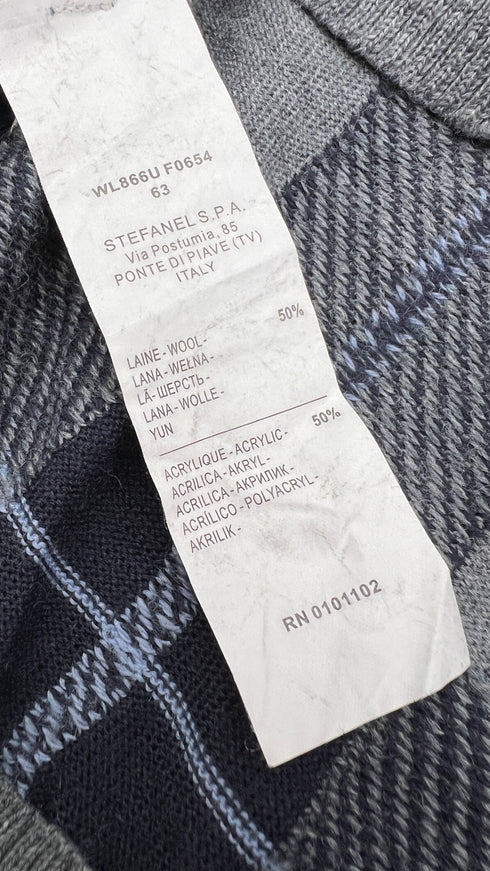 WL866U F0654
63
STEFANEL S.P.A.
Via Postumia, 85
PONTE DI PIAVE (TV)
ITALY
50%
LAINE - WOOL -
LANA - WEŁNA -
LÃ - ШЕРСТЬ -
LANA - WOLLE -
YUN
50%
ACRYLIQUE - ACRYLIC -
ACRILICA - AKRYL -
ACRILICA - АКРИЛИК -
ACRILICO - POLYACRYL -
AKRILIK -
RN 0101102